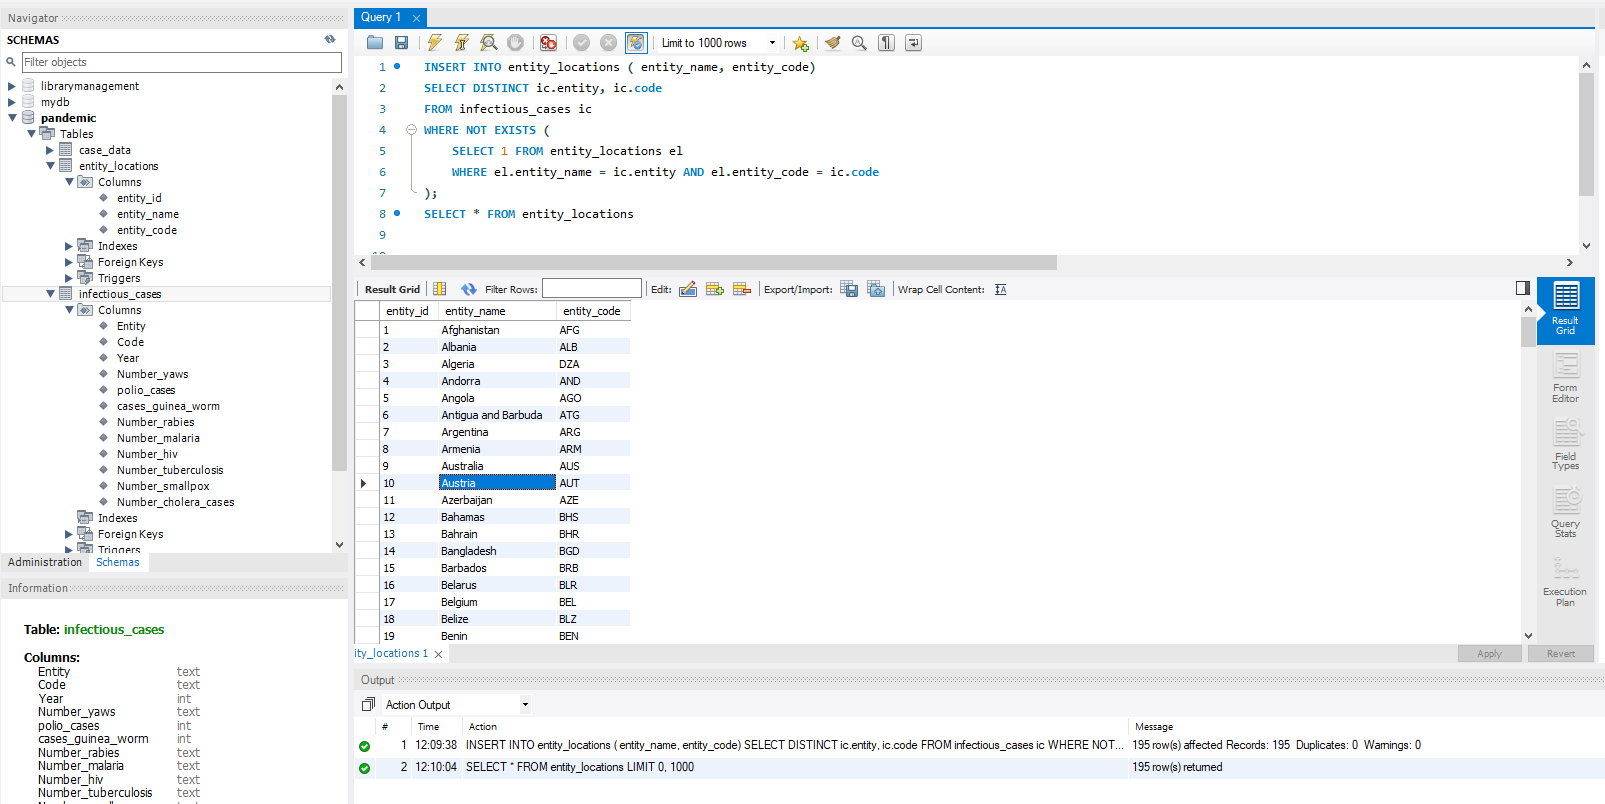 Navigator
SCHEMAS
Filter objects
librarymanagement
mydb
pandemic
Tables
case_data
entity_locations
Columns
entity_id
entity_name
entity_code
Indexes
Foreign Keys
Triggers
infectious_cases
Columns
Entity
Code
Year
Number_yaws
polio_cases
cases_guinea_worm
Number_rabies
Number_malaria
Number_hiv
Number_tuberculosis
Number_smallpox
Number_cholera_cases
Indexes
Foreign Keys
Triggers
Administration Schemas
Information
Table: infectious_cases
Columns:
Entity text
Code text
Year int
Number_yaws text
polio_cases int
cases_guinea_worm int
Number_rabies text
Number_malaria text
Number_hiv text
Number_tuberculosis text
Query 1
Limit to 1000 rows
1 INSERT INTO entity_locations ( entity_name, entity_code)
2 SELECT DISTINCT ic.entity, ic.code
3 FROM infectious_cases ic
4 WHERE NOT EXISTS (
5 SELECT 1 FROM entity_locations el
6 WHERE el.entity_name = ic.entity AND el.entity_code = ic.code
7 );
8 SELECT * FROM entity_locations
9
Result Grid Filter Rows: Edit: Export/Import: Wrap Cell Content:
entity_id entity_name entity_code
1 Afghanistan AFG
2 Albania ALB
3 Algeria DZA
4 Andorra AND
5 Angola AGO
6 Antigua and Barbuda ATG
7 Argentina ARG
8 Armenia ARM
9 Australia AUS
10 Austria AUT
11 Azerbaijan AZE
12 Bahamas BHS
13 Bahrain BHR
14 Bangladesh BGD
15 Barbados BRB
16 Belarus BLR
17 Belgium BEL
18 Belize BLZ
19 Benin BEN
Result
Grid
Form
Editor
Field
Types
Query
Stats
Execution
Plan
ity_locations 1
Apply Revert
Output
Action Output
# Time Action Message
1 12:09:38 INSERT INTO entity_locations ( entity_name, entity_code) SELECT DISTINCT ic.entity, ic.code FROM infectious_cases ic WHERE NOT... 195 row(s) affected Records: 195 Duplicates: 0 Warnings: 0
2 12:10:04 SELECT * FROM entity_locations LIMIT 0, 1000 195 row(s) returned